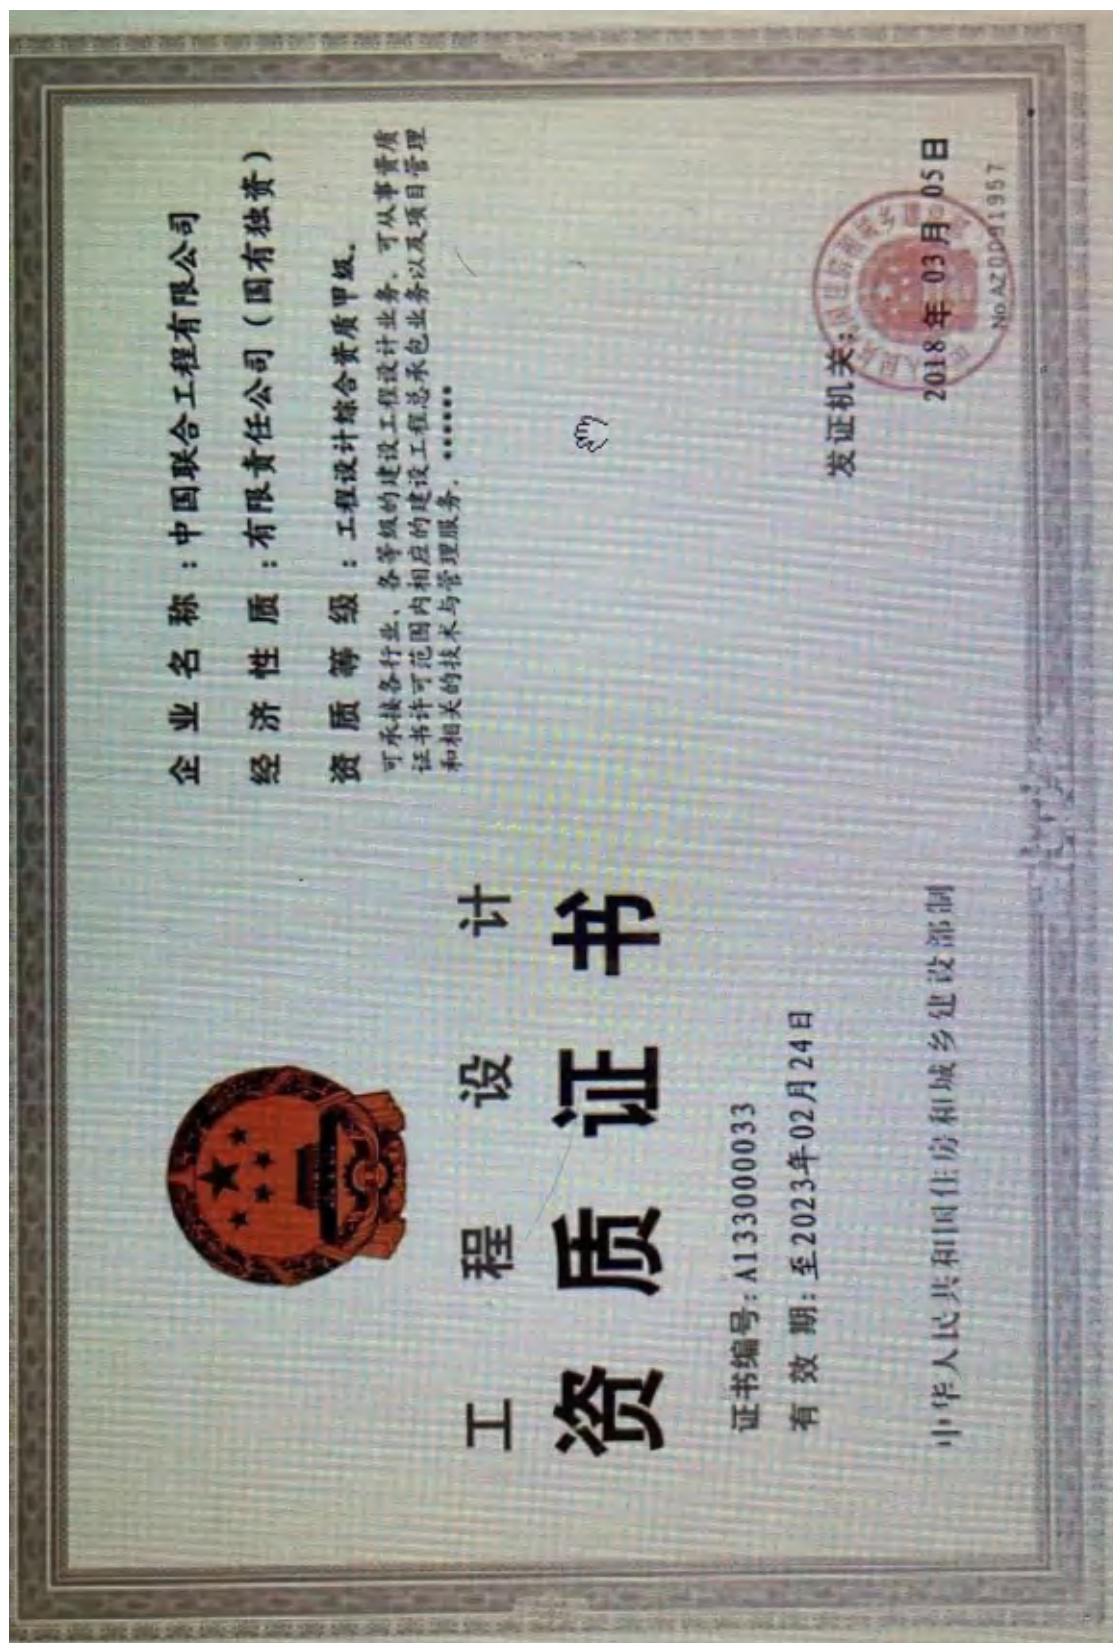 工程设计
资质证书
证书编号:A133000033
有 效 期:至2023年02月24日
中华人民共和国住房和城乡建设部制
企 业 名 称 :中国联合工程有限公司
经 济 性 质 :有限责任公司(国有独资)
资 质 等 级 :工程设计综合资质甲级。
可承接各行业、各等级的建设工程设计业务。可从事资质
证书许可范围内相应的建设工程总承包业务以及项目管理
和相关的技术与管理服务。*******
发证机关:
2018年 03月 05日